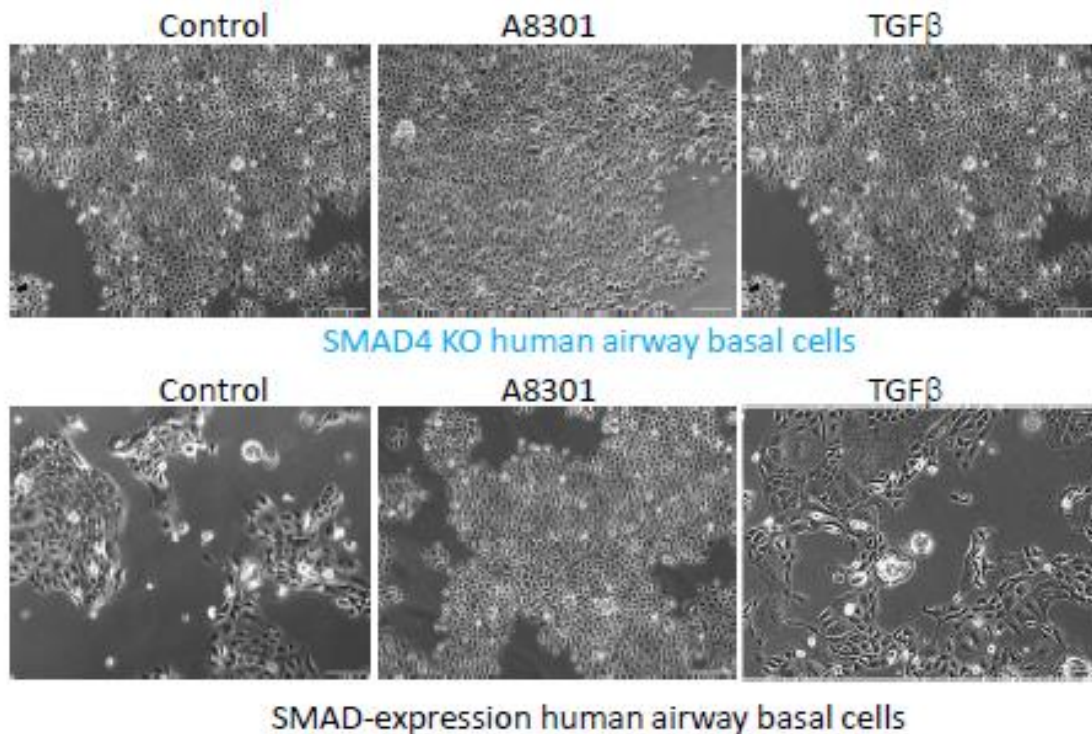 Control A8301 TGFβ
SMAD4 KO human airway basal cells
Control A8301 TGFβ
SMAD-expression human airway basal cells